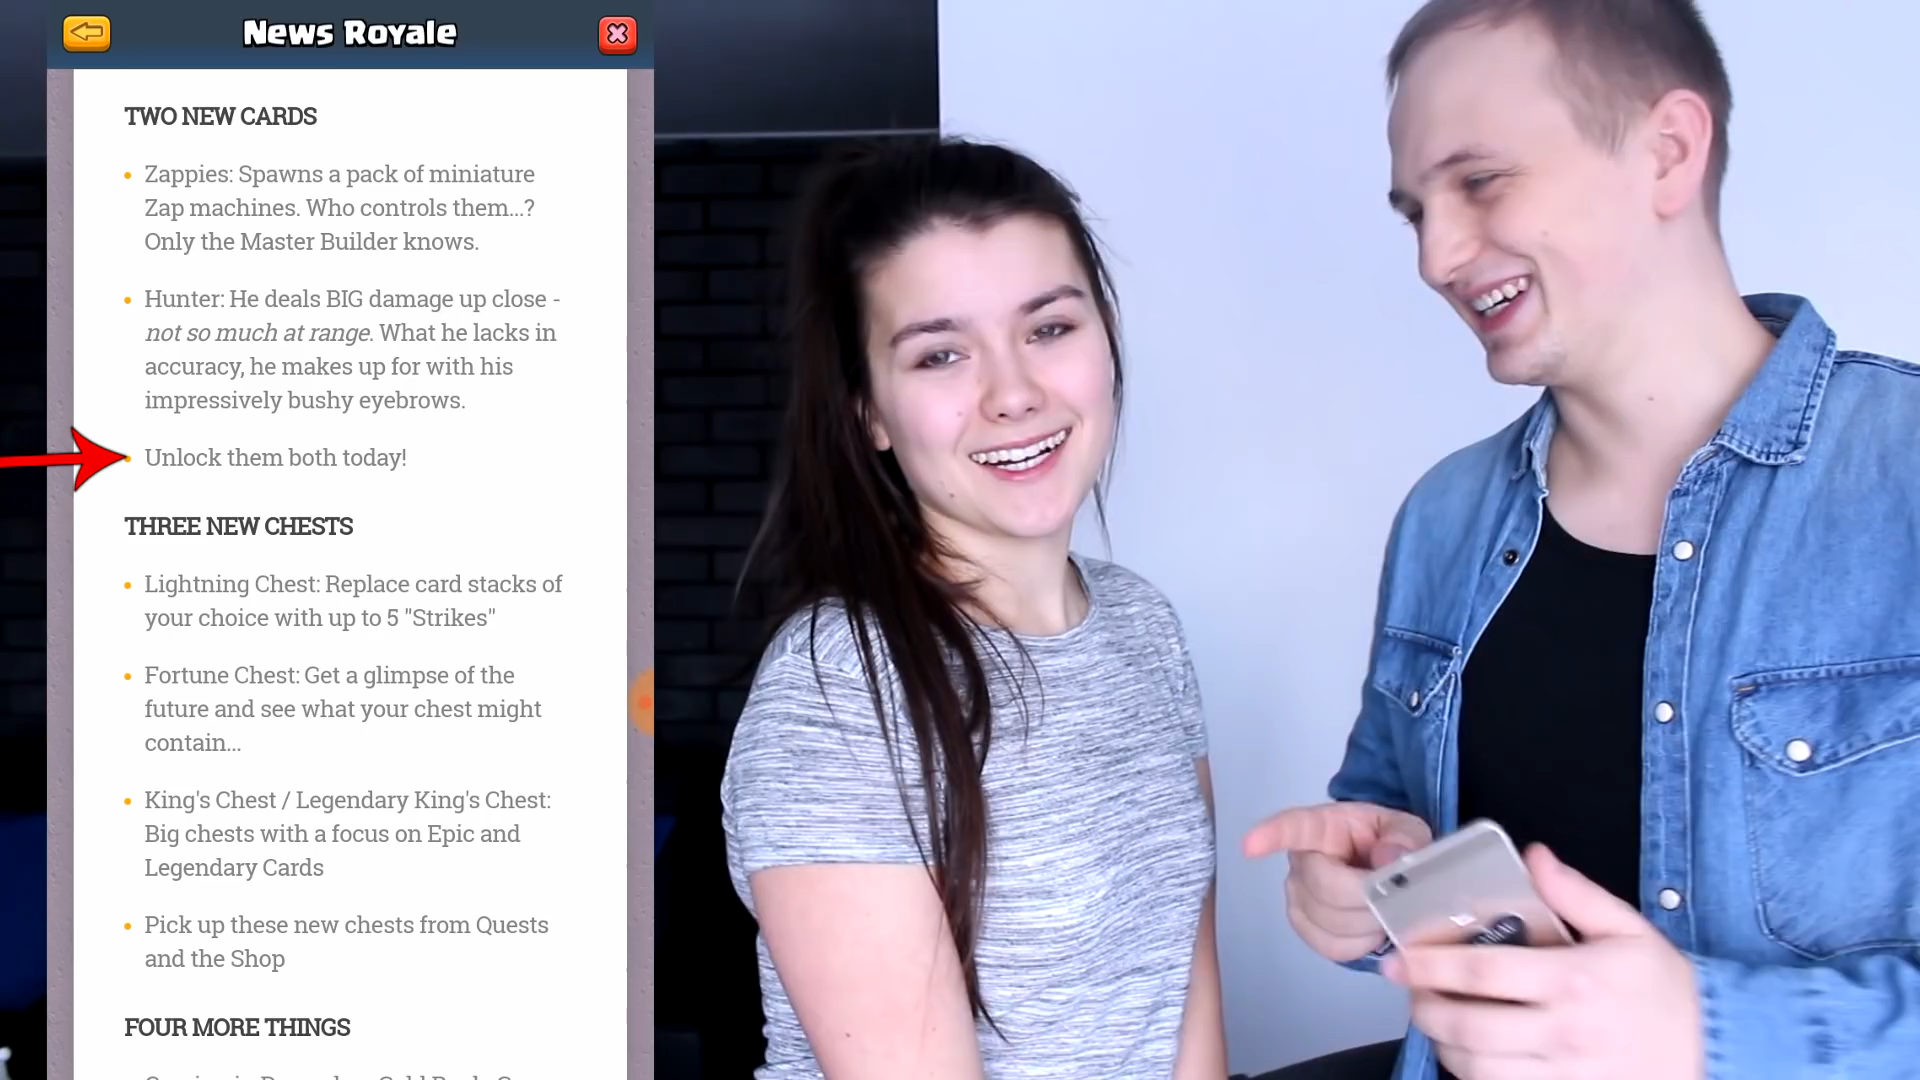 News Royale
TWO NEW CARDS
Zappies: Spawns a pack of miniature
Zap machines. Who controls them...?
Only the Master Builder knows.
Hunter: He deals BIG damage up close -
not so much at range. What he lacks in
accuracy, he makes up for with his
impressively bushy eyebrows.
Unlock them both today!
THREE NEW CHESTS
Lightning Chest: Replace card stacks of
your choice with up to 5 "Strikes"
Fortune Chest: Get a glimpse of the
future and see what your chest might
contain...
King's Chest / Legendary King's Chest:
Big chests with a focus on Epic and
Legendary Cards
Pick up these new chests from Quests
and the Shop
FOUR MORE THINGS